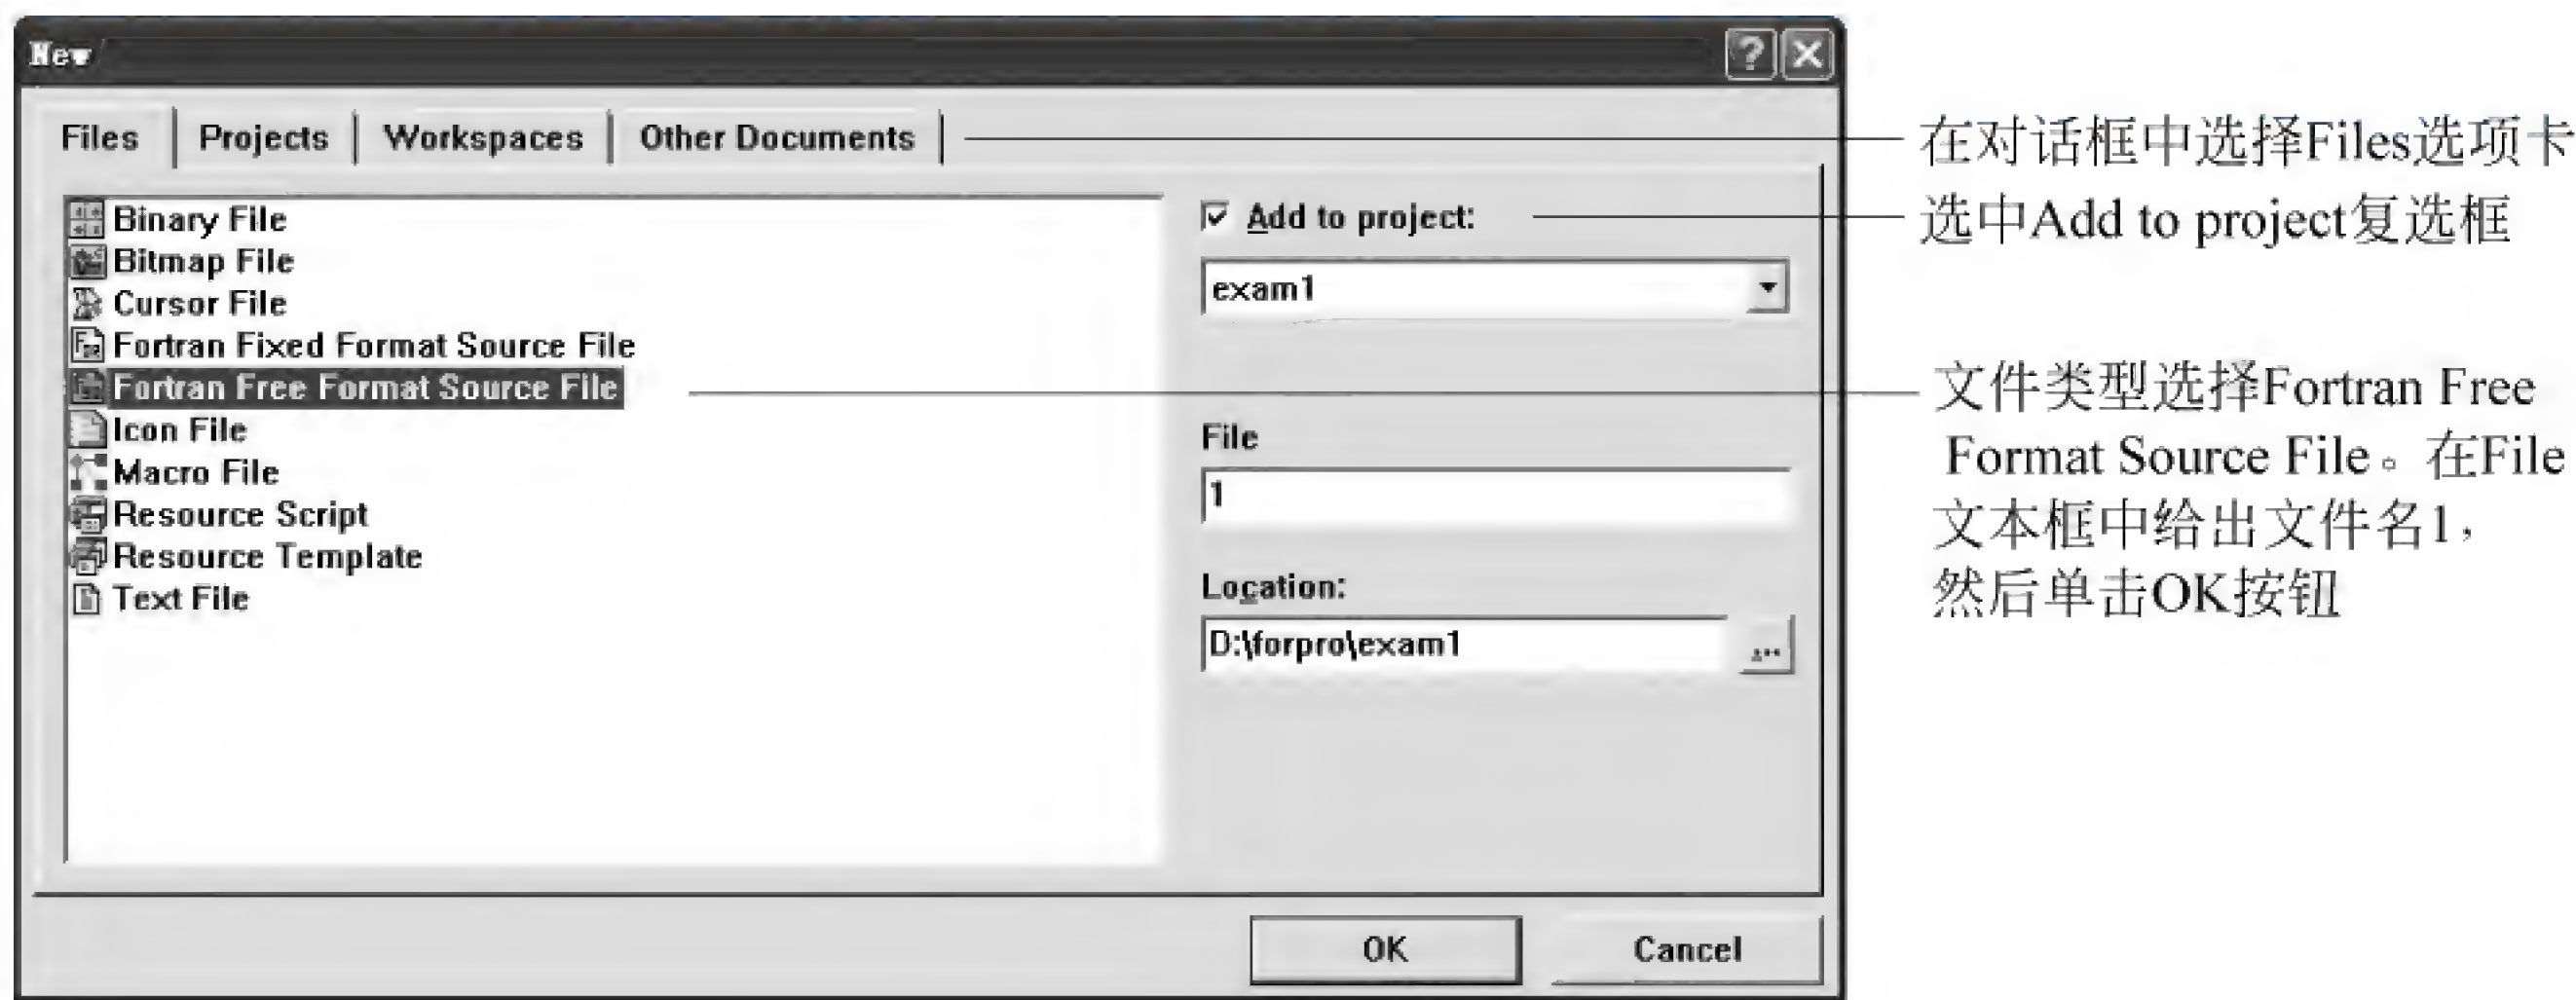 New
Files Projects Workspaces Other Documents
在对话框中选择Files选项卡
Binary File
Bitmap File
Cursor File
Fortran Fixed Format Source File
Fortran Free Format Source File
Icon File
Macro File
Resource Script
Resource Template
Text File
Add to project:
选中Add to project复选框
exam1
文件类型选择Fortran Free
Format Source File。在File
文本框中给出文件名1，
然后单击OK按钮
File
1
Location:
D:\forpro\exam1
...
OK Cancel